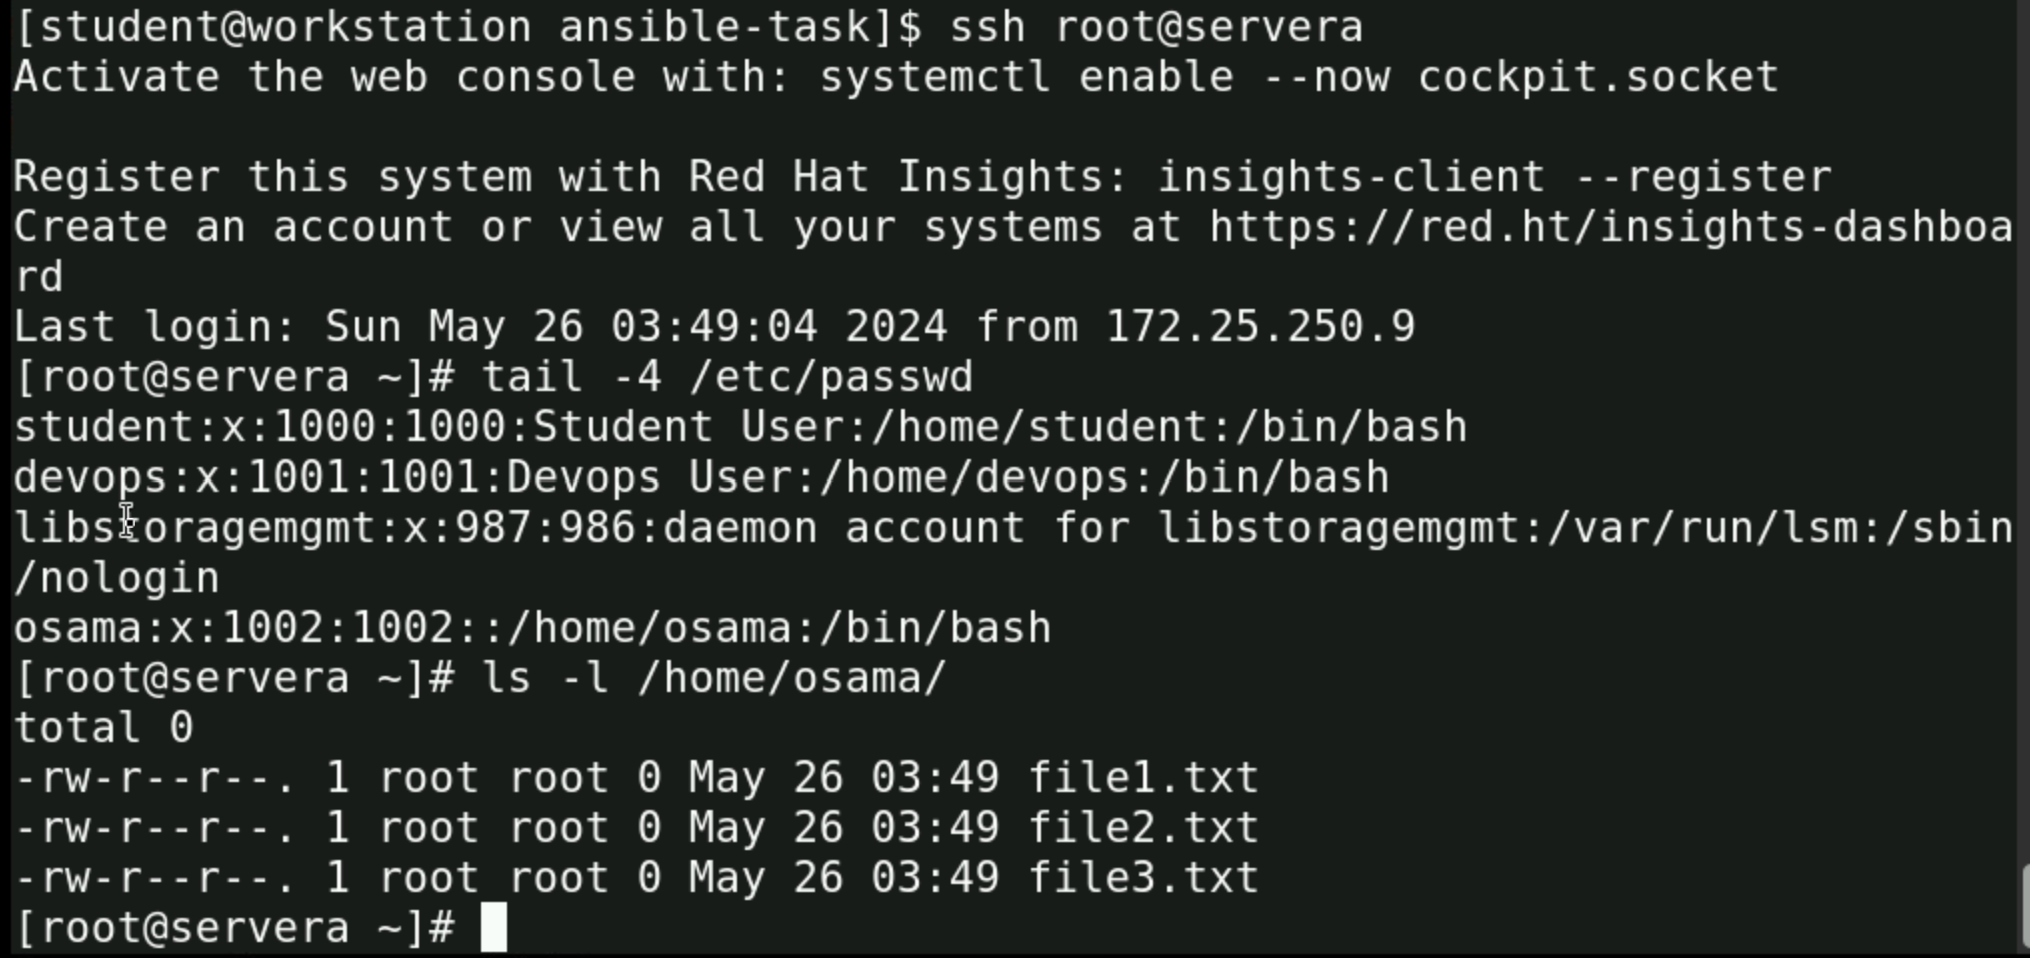 [student@workstation ansible-task]$ ssh root@servera
Activate the web console with: systemctl enable --now cockpit.socket
Register this system with Red Hat Insights: insights-client --register
Create an account or view all your systems at https://red.ht/insights-dashboa
rd
Last login: Sun May 26 03:49:04 2024 from 172.25.250.9
[root@servera ~]# tail -4 /etc/passwd
student:x:1000:1000:Student User:/home/student:/bin/bash
devops:x:1001:1001:Devops User:/home/devops:/bin/bash
libstoragemgmt:x:987:986:daemon account for libstoragemgmt:/var/run/lsm:/sbin
/nologin
osama:x:1002:1002::/home/osama:/bin/bash
[root@servera ~]# ls -l /home/osama/
total 0
-rw-r--r--. 1 root root 0 May 26 03:49 file1.txt
-rw-r--r--. 1 root root 0 May 26 03:49 file2.txt
-rw-r--r--. 1 root root 0 May 26 03:49 file3.txt
[root@servera ~]#